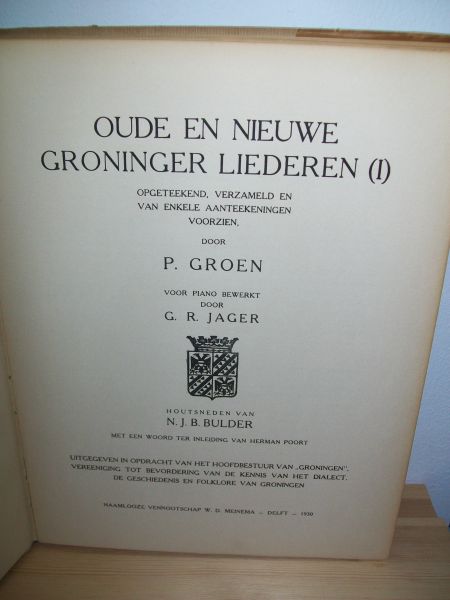 OUDE EN NIEUWE
GRONINGER LIEDEREN (I)
OPGETEEKEND, VERZAMELD EN
VAN ENKELE AANTEEKENINGEN
VOORZIEN,
DOOR
P. GROEN
VOOR PIANO BEWERKT
DOOR
G. R. JAGER
HOUTSNEDEN VAN
N. J. B. BULDER
MET EEN WOORD TER INLEIDING VAN HERMAN POORT
UITGEGEVEN IN OPDRACHT VAN HET HOOFDBESTUUR VAN „GRONINGEN”,
VEREENIGING TOT BEVORDERING VAN DE KENNIS VAN HET DIALECT,
DE GESCHIEDENIS EN FOLKLORE VAN GRONINGEN
NAAMLOOZE VENNOOTSCHAP W. D. MEINEMA — DELFT — 1930